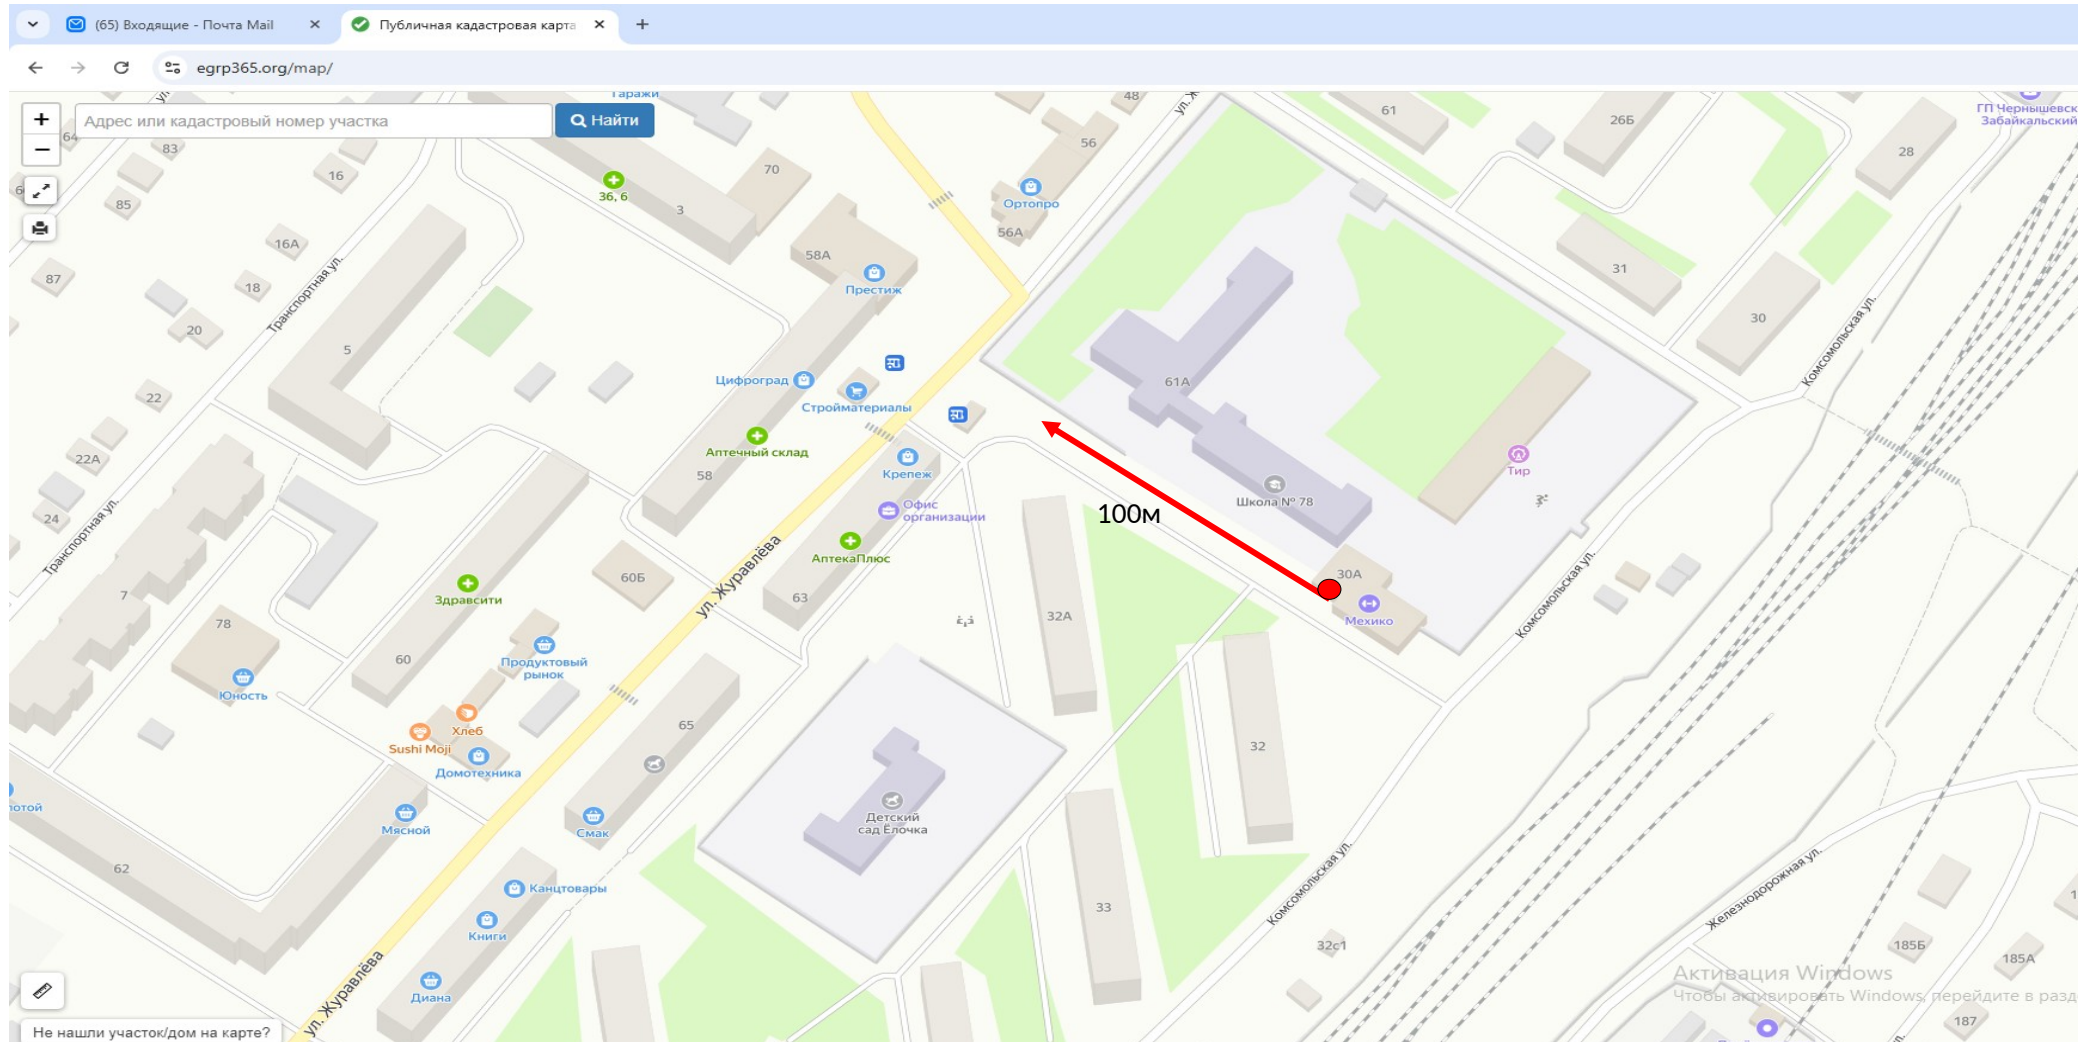 (65) Входящие - Почта Mail
Публичная кадастровая карта
egrp365.org/map/
Адрес или кадастровый номер участка
Найти
+
−
Гаражи
48
ул. Ж
61
26Б
ГП Чернышевск
Забайкальский
28
64
83
16
85
16А
87
18
20
22
22А
24
Транспортная ул.
Транспортная ул.
5
7
36, 6
3
70
58А
Престиж
56
Ортопро
56А
31
30
Комсомольская ул.
Цифроград
Стройматериалы
Аптечный склад
58
Крепеж
Офис
организации
АптекаПлюс
63
60Б
ул. Журавлёва
61А
Школа № 78
Тир
100м
30А
Мехико
Комсомольская ул.
32А
32
Здравсити
78
Юность
60
Продуктовый
рынок
Хлеб
Sushi Moji
Домотехника
65
Смак
Мясной
отой
62
Детский
сад Ёлочка
Канцтовары
Книги
Диана
ул. Журавлёва
33
Комсомольская ул.
32с1
Железнодорожная ул.
185Б
185А
187
Активация Windows
Чтобы активировать Windows, перейдите в разд
Не нашли участок/дом на карте?